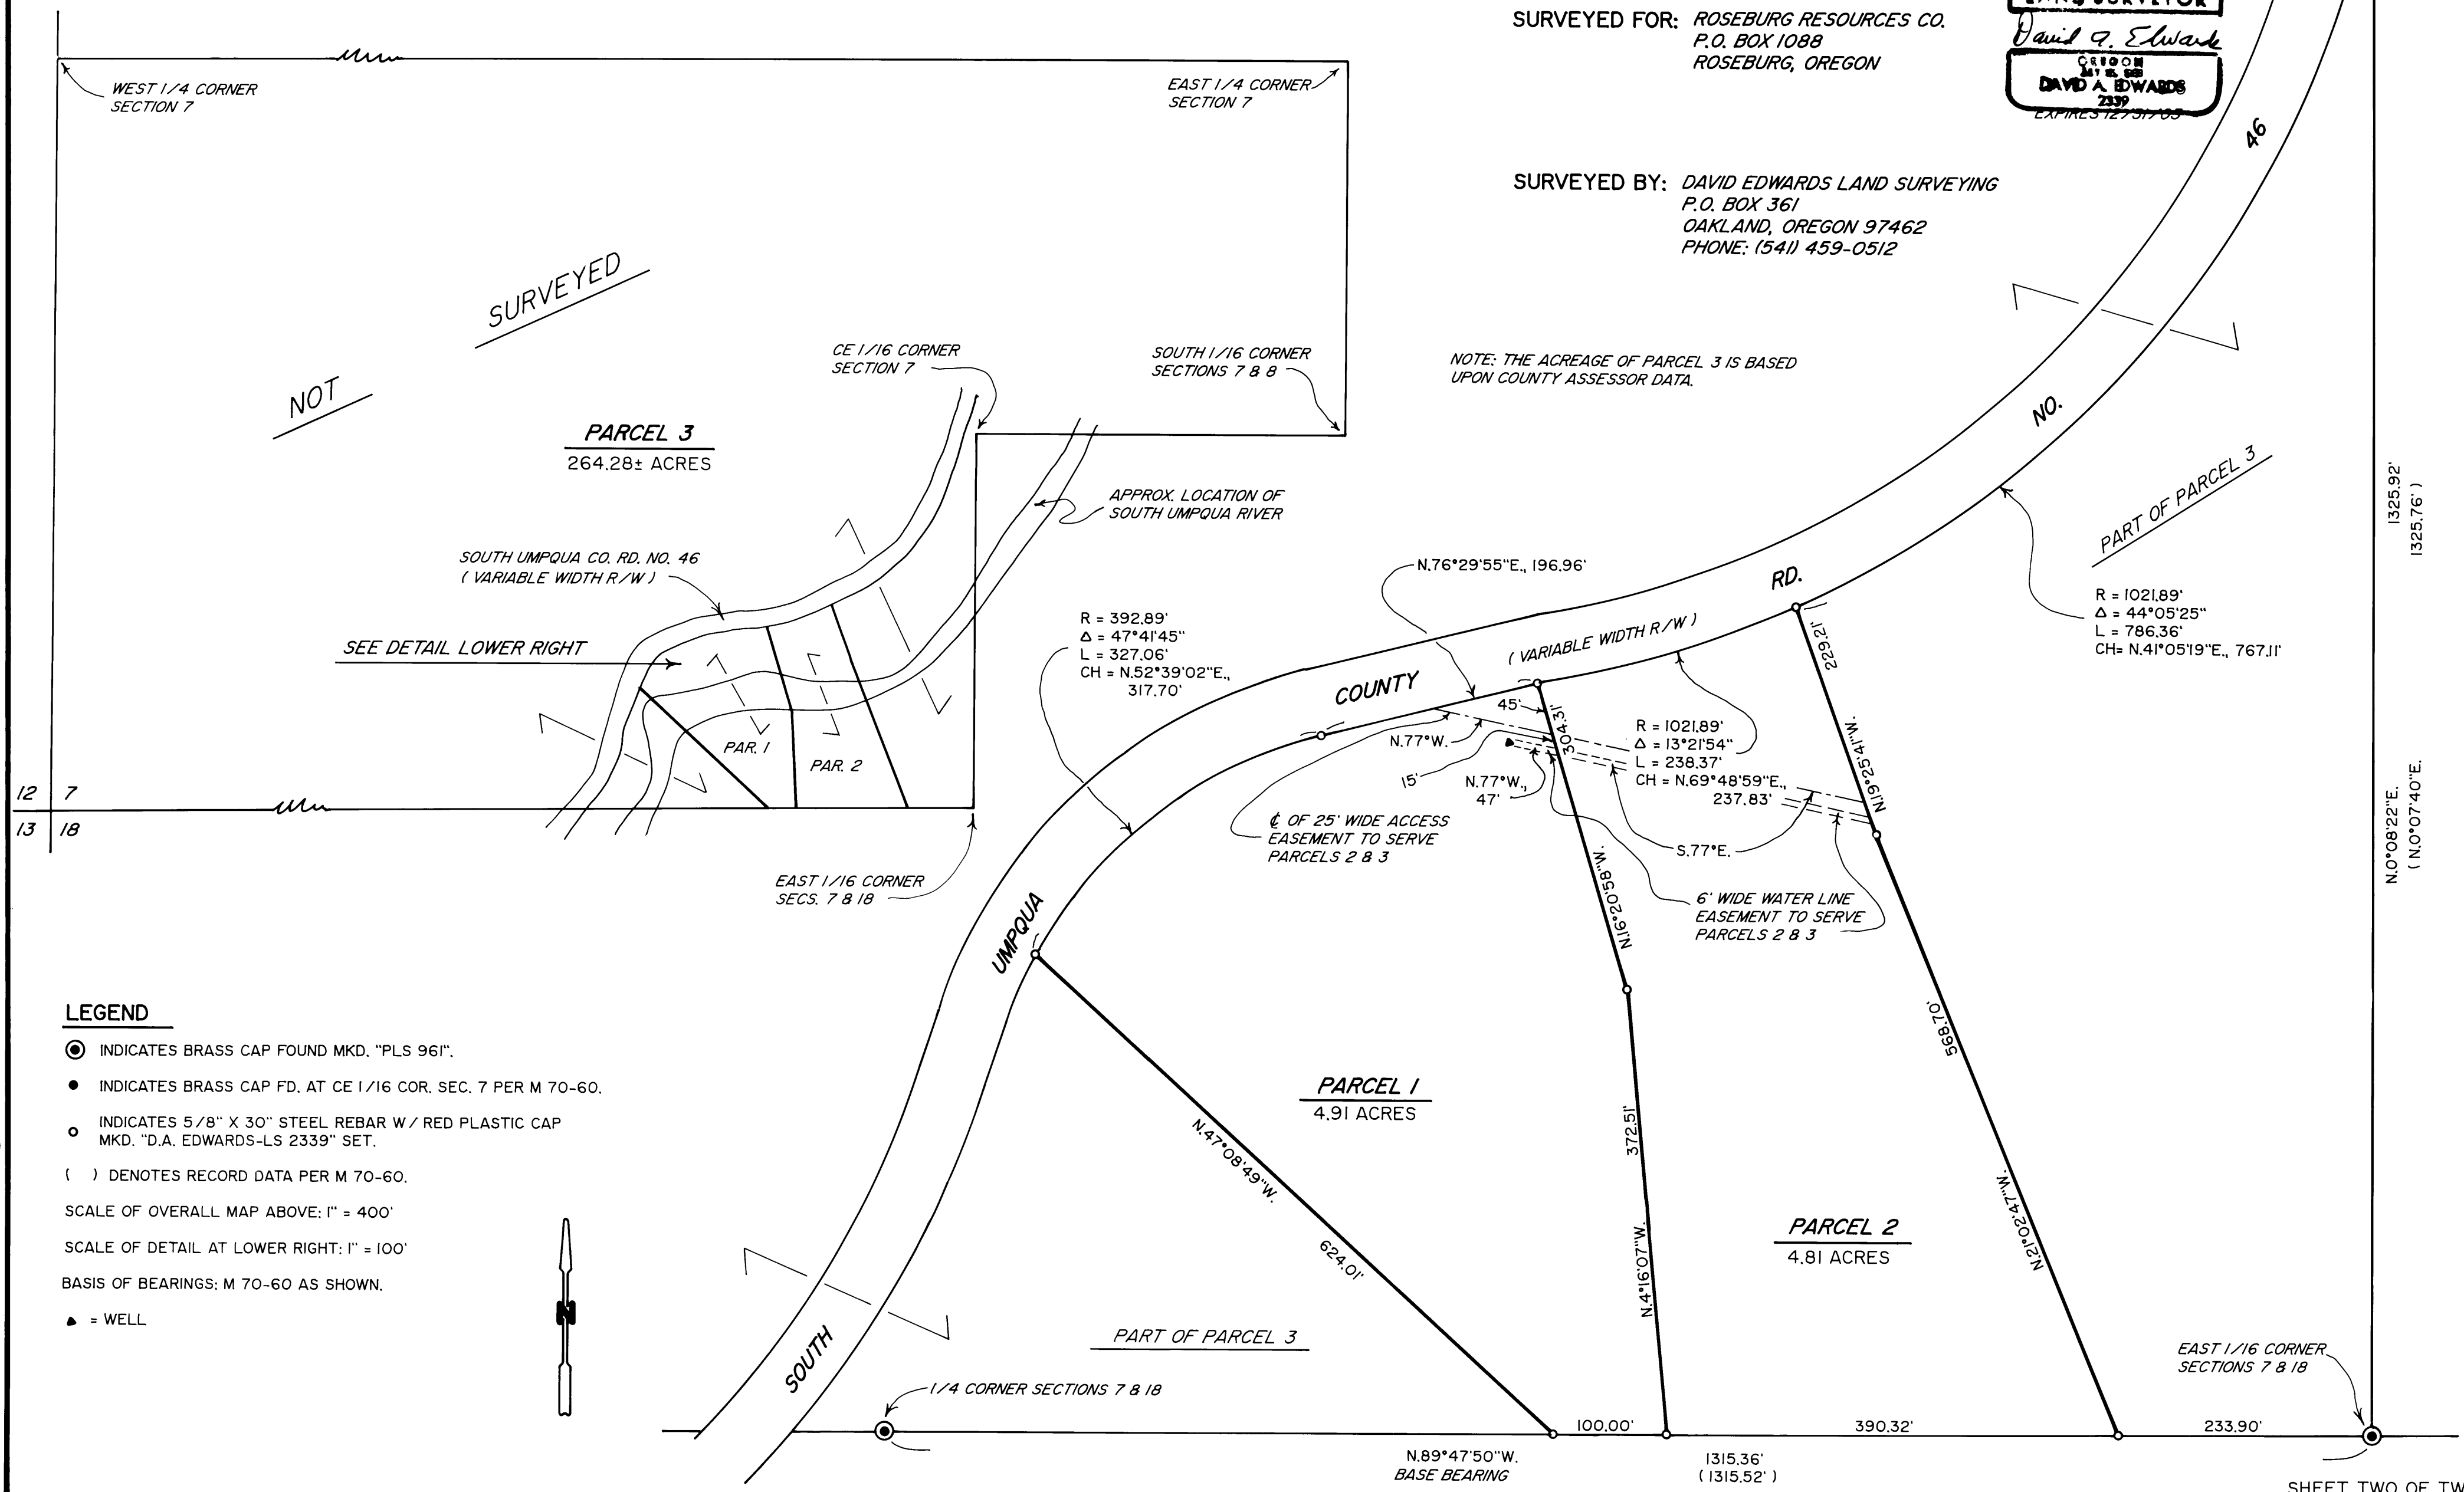 SURVEYED FOR: ROSEBURG RESOURCES CO.
P.O. BOX 1088
ROSEBURG, OREGON
LAND SURVEYOR
David A. Edwards
OREGON
DAVID A. EDWARDS
2339
EXPIRES 12/31/03
SURVEYED BY: DAVID EDWARDS LAND SURVEYING
P.O. BOX 361
OAKLAND, OREGON 97462
PHONE: (541) 459-0512
WEST 1/4 CORNER
SECTION 7
EAST 1/4 CORNER
SECTION 7
NOT
SURVEYED
CE 1/16 CORNER
SECTION 7
SOUTH 1/16 CORNER
SECTIONS 7 & 8
NOTE: THE ACREAGE OF PARCEL 3 IS BASED
UPON COUNTY ASSESSOR DATA.
PARCEL 3
264.28± ACRES
APPROX. LOCATION OF
SOUTH UMPQUA RIVER
SOUTH UMPQUA CO. RD. NO. 46
( VARIABLE WIDTH R/W )
SEE DETAIL LOWER RIGHT
PAR. 1
PAR. 2
12 7
13 18
EAST 1/16 CORNER
SECS. 7 & 18
R = 392.89'
Δ = 47°41'45"
L = 327.06'
CH = N.52°39'02"E.,
317.70'
N.76°29'55"E., 196.96'
SOUTH
UMPQUA
COUNTY
RD.
NO.
46
( VARIABLE WIDTH R/W )
PART OF PARCEL 3
R = 1021.89'
Δ = 44°05'25"
L = 786.36'
CH= N.41°05'19"E., 767.11'
1325.92'
1325.76' )
N.0°08'22"E.
( N.0°07'40"E.
45'
304.31'
N.77°W.
15'
N.77°W.,
47'
R = 1021.89'
Δ = 13°21'54"
L = 238.37'
CH = N.69°48'59"E.,
237.83'
229.21'
N.19°25'41"W.
℄ OF 25' WIDE ACCESS
EASEMENT TO SERVE
PARCELS 2 & 3
S.77°E.
N.16°20'58"W.
6' WIDE WATER LINE
EASEMENT TO SERVE
PARCELS 2 & 3
LEGEND
INDICATES BRASS CAP FOUND MKD. "PLS 961".
INDICATES BRASS CAP FD. AT CE 1/16 COR. SEC. 7 PER M 70-60.
INDICATES 5/8" X 30" STEEL REBAR W/ RED PLASTIC CAP
MKD. "D.A. EDWARDS-LS 2339" SET.
( ) DENOTES RECORD DATA PER M 70-60.
SCALE OF OVERALL MAP ABOVE: 1" = 400'
SCALE OF DETAIL AT LOWER RIGHT: 1" = 100'
BASIS OF BEARINGS: M 70-60 AS SHOWN.
= WELL
N
PARCEL 1
4.91 ACRES
N.47°08'49"W.
624.01'
372.51'
N.4°16'07"W.
568.70'
N.21°02'47"W.
PARCEL 2
4.81 ACRES
PART OF PARCEL 3
1/4 CORNER SECTIONS 7 & 18
EAST 1/16 CORNER
SECTIONS 7 & 18
100.00'
390.32'
233.90'
N.89°47'50"W.
BASE BEARING
1315.36'
( 1315.52' )
SHEET TWO OF TW